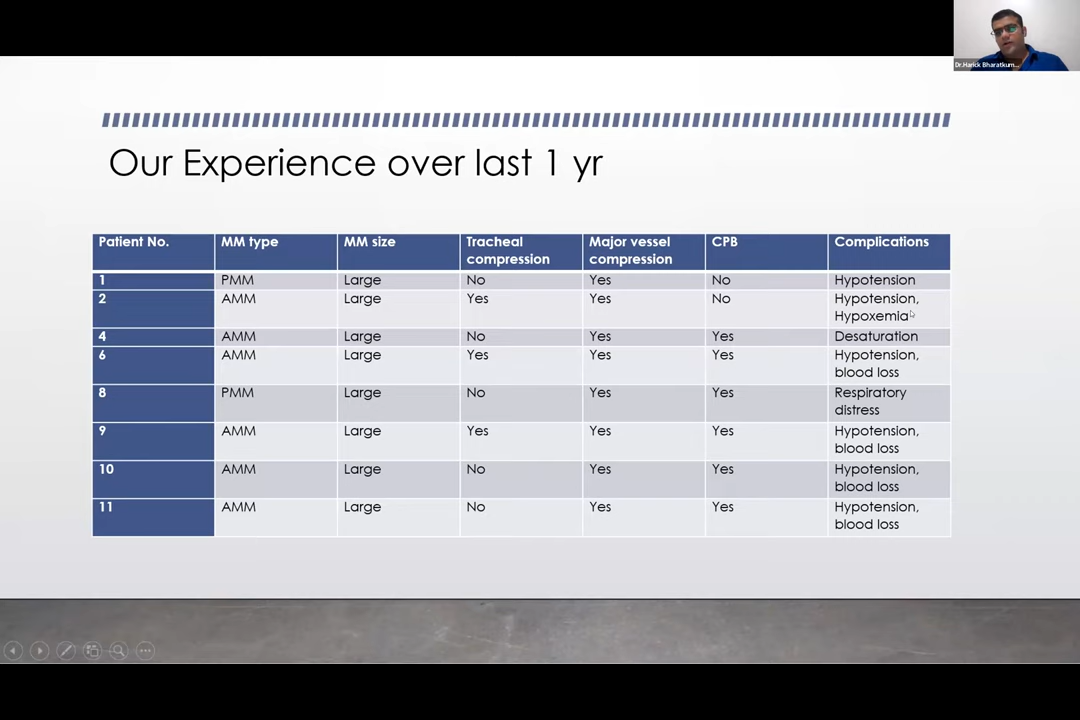 Dr.Harick Bharatkum...
Our Experience over last 1 yr
Patient No. MM type MM size Tracheal compression Major vessel compression CPB Complications
1 PMM Large No Yes No Hypotension
2 AMM Large Yes Yes No Hypotension, Hypoxemia
4 AMM Large No Yes Yes Desaturation
6 AMM Large Yes Yes Yes Hypotension, blood loss
8 PMM Large No Yes Yes Respiratory distress
9 AMM Large Yes Yes Yes Hypotension, blood loss
10 AMM Large No Yes Yes Hypotension, blood loss
11 AMM Large No Yes Yes Hypotension, blood loss